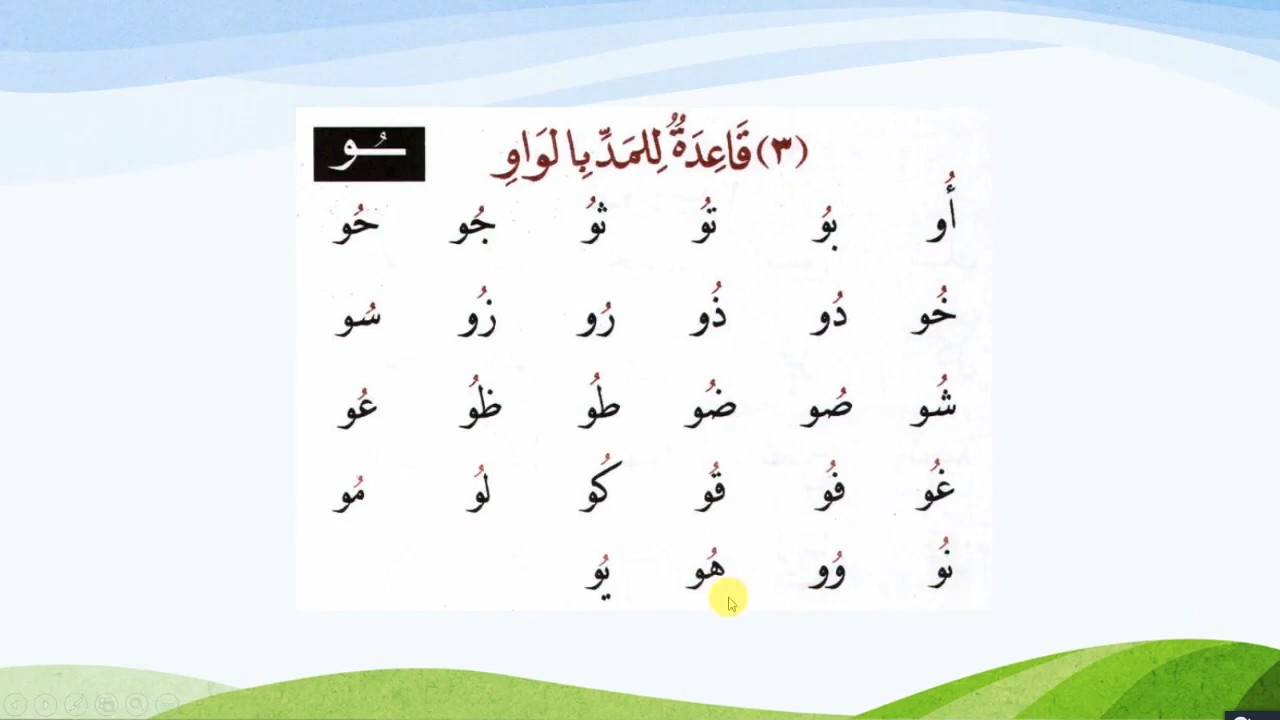 (٣) قَاعِدَةٌ لِلمَدِّ بِالوَاوِ ـُـو
أُو بُو تُو ثُو جُو حُو
خُو دُو ذُو رُو زُو سُو
شُو صُو ضُو طُو ظُو عُو
غُو فُو قُو كُو لُو مُو
نُو وُو هُو يُو